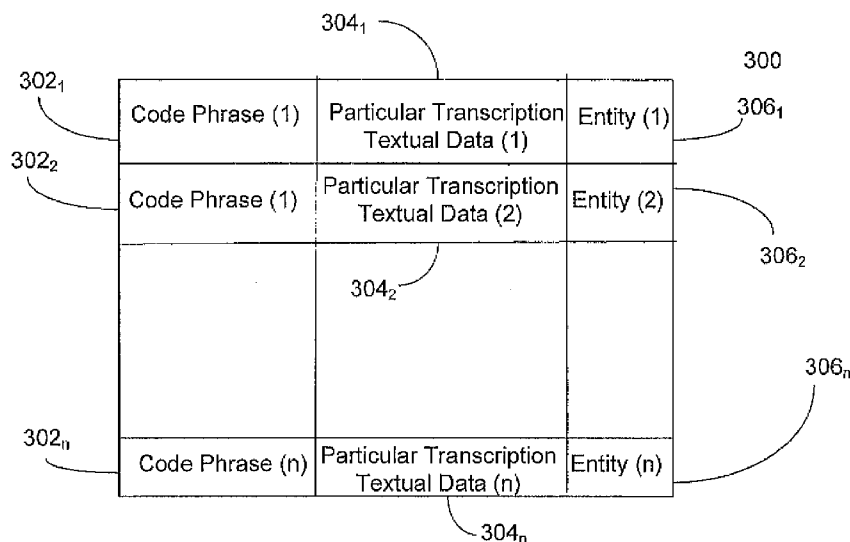 304₁
300
302₁
Code Phrase (1)
Particular Transcription
Textual Data (1)
Entity (1)
306₁
302₂
Code Phrase (1)
Particular Transcription
Textual Data (2)
Entity (2)
306₂
304₂
306ₙ
302ₙ
Code Phrase (n)
Particular Transcription
Textual Data (n)
Entity (n)
304ₙ